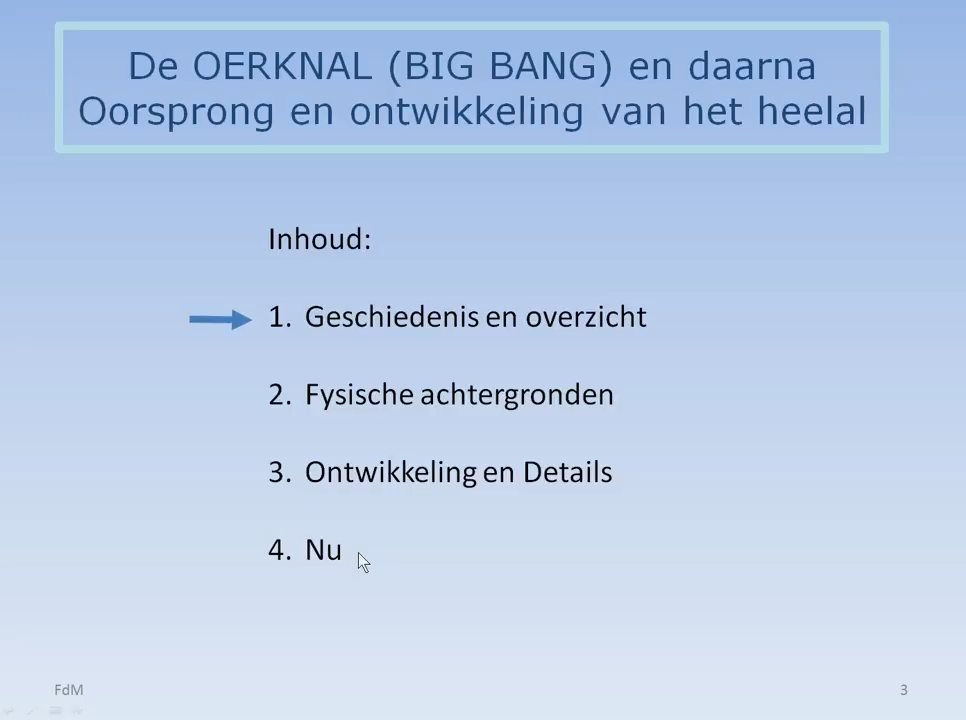 De OERKNAL (BIG BANG) en daarna
Oorsprong en ontwikkeling van het heelal
Inhoud:
1. Geschiedenis en overzicht
2. Fysische achtergronden
3. Ontwikkeling en Details
4. Nu
FdM
3